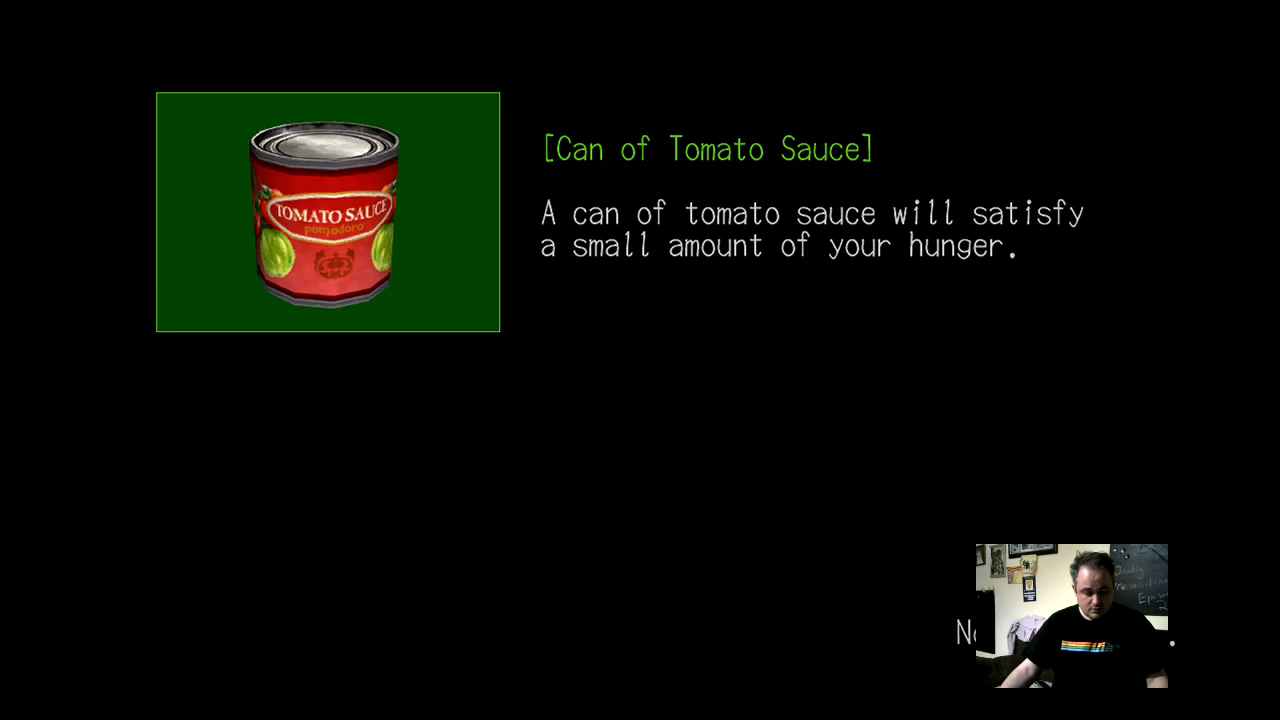 [Can of Tomato Sauce]
TOMATO SAUCE
pomodoro
A can of tomato sauce will satisfy
a small amount of your hunger.